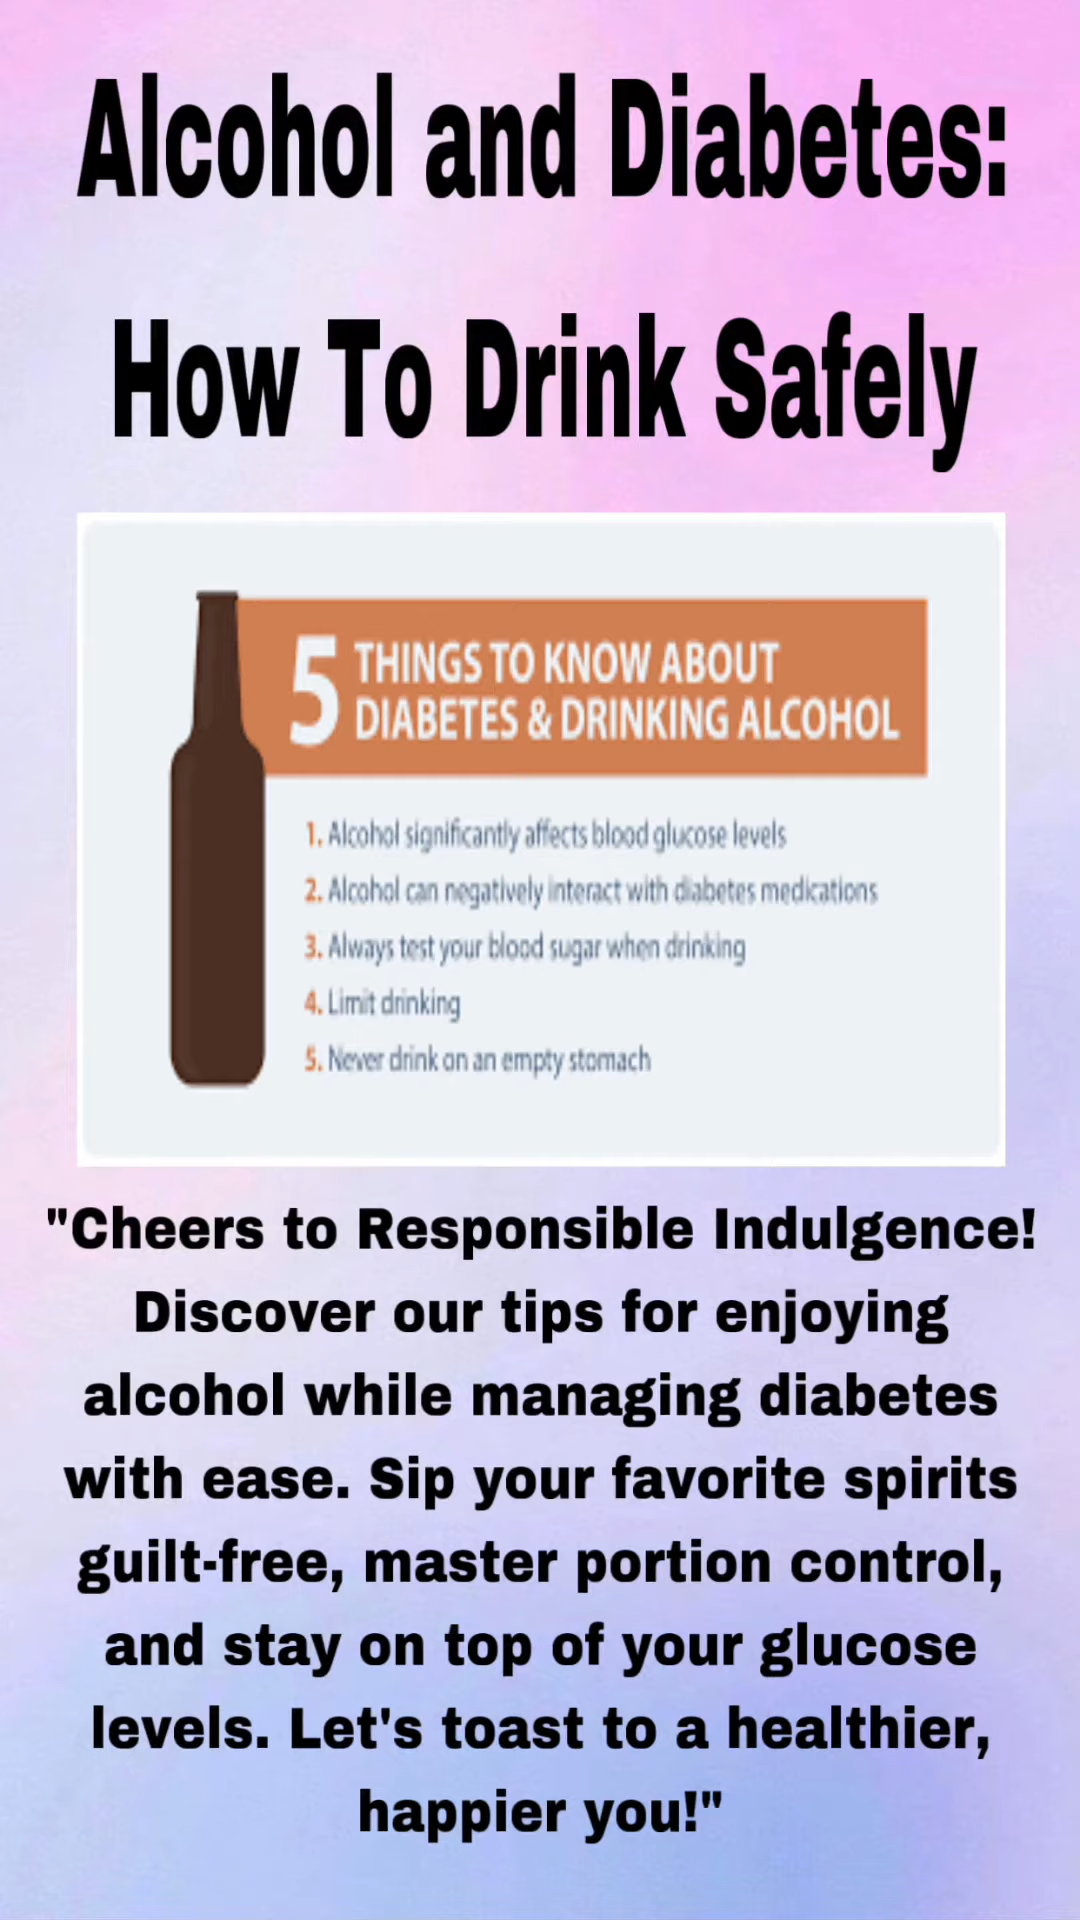 Alcohol and Diabetes:
How To Drink Safely
5 THINGS TO KNOW ABOUT
DIABETES & DRINKING ALCOHOL
1. Alcohol significantly affects blood glucose levels
2. Alcohol can negatively interact with diabetes medications
3. Always test your blood sugar when drinking
4. Limit drinking
5. Never drink on an empty stomach
"Cheers to Responsible Indulgence!
Discover our tips for enjoying
alcohol while managing diabetes
with ease. Sip your favorite spirits
guilt-free, master portion control,
and stay on top of your glucose
levels. Let's toast to a healthier,
happier you!"